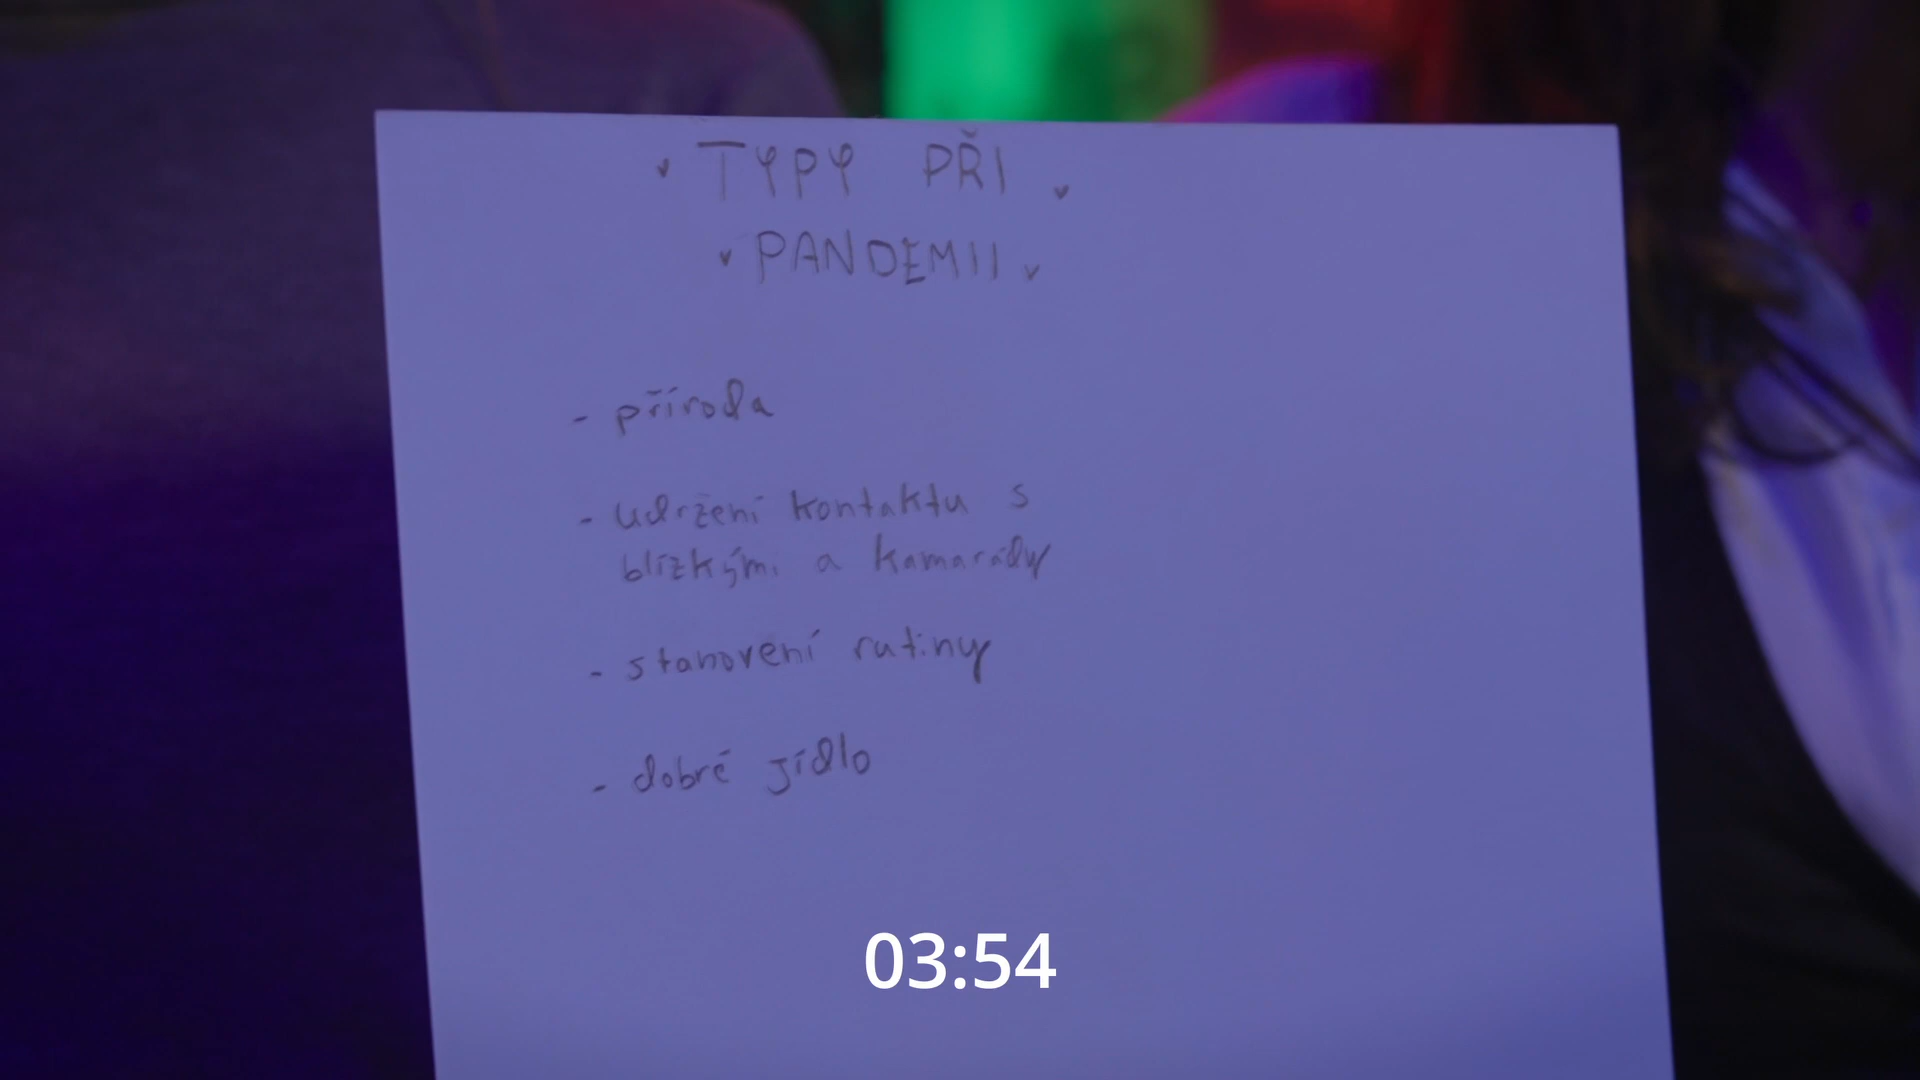 TYPY PŘI
PANDEMII
- příroda
- udržení kontaktu s
blízkými a kamarády
- stanovení rutiny
- dobré jídlo
03:54